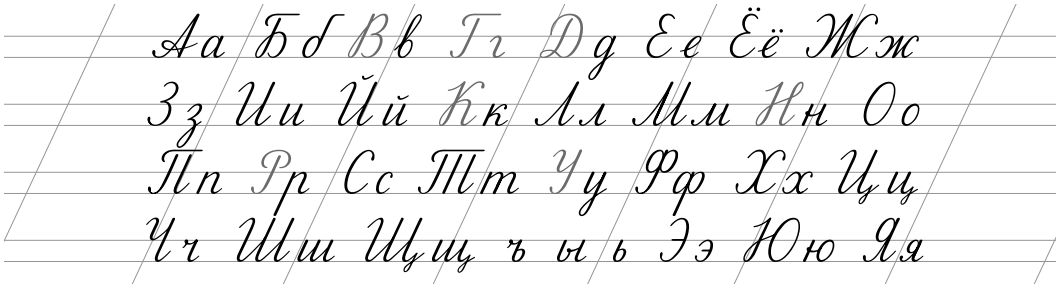 Аа Бб Вв Гг Дд Ее Ёё Жж
Зз Ии Йй Кк Лл Мм Нн Оо
Пп Рр Сс Тт Уу Фф Хх Цц
Чч Шш Щщ ъ ы ь Ээ Юю Яя